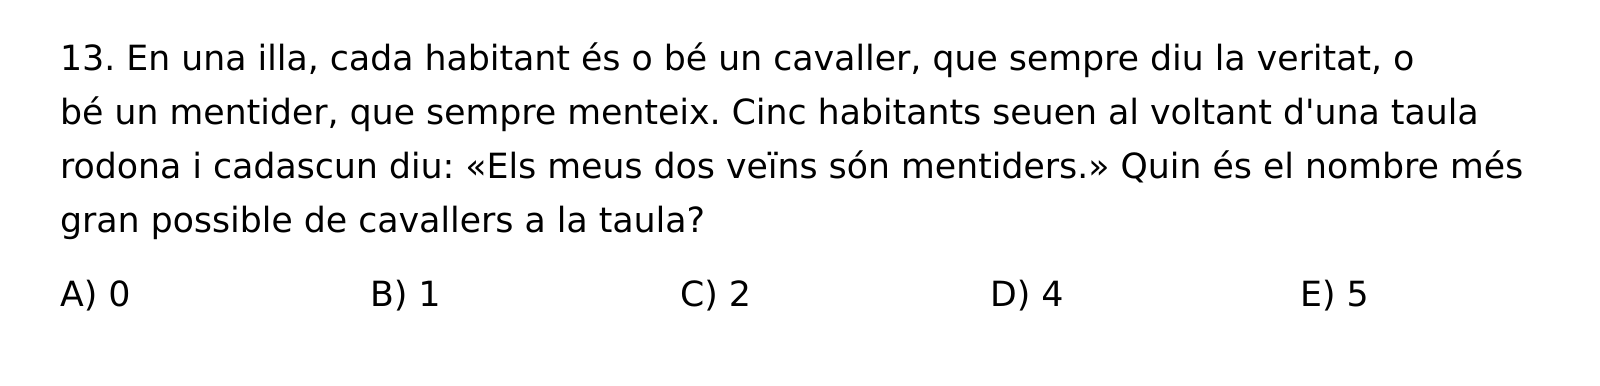 13. En una illa, cada habitant és o bé un cavaller, que sempre diu la veritat, o
bé un mentider, que sempre menteix. Cinc habitants seuen al voltant d'una taula
rodona i cadascun diu: «Els meus dos veïns són mentiders.» Quin és el nombre més
gran possible de cavallers a la taula?
A) 0 B) 1 C) 2 D) 4 E) 5